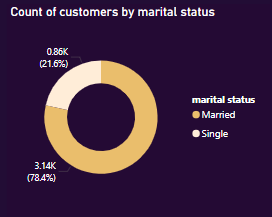 Count of customers by marital status
0.86K
(21.6%)
marital status
Married
Single
3.14K
(78.4%)